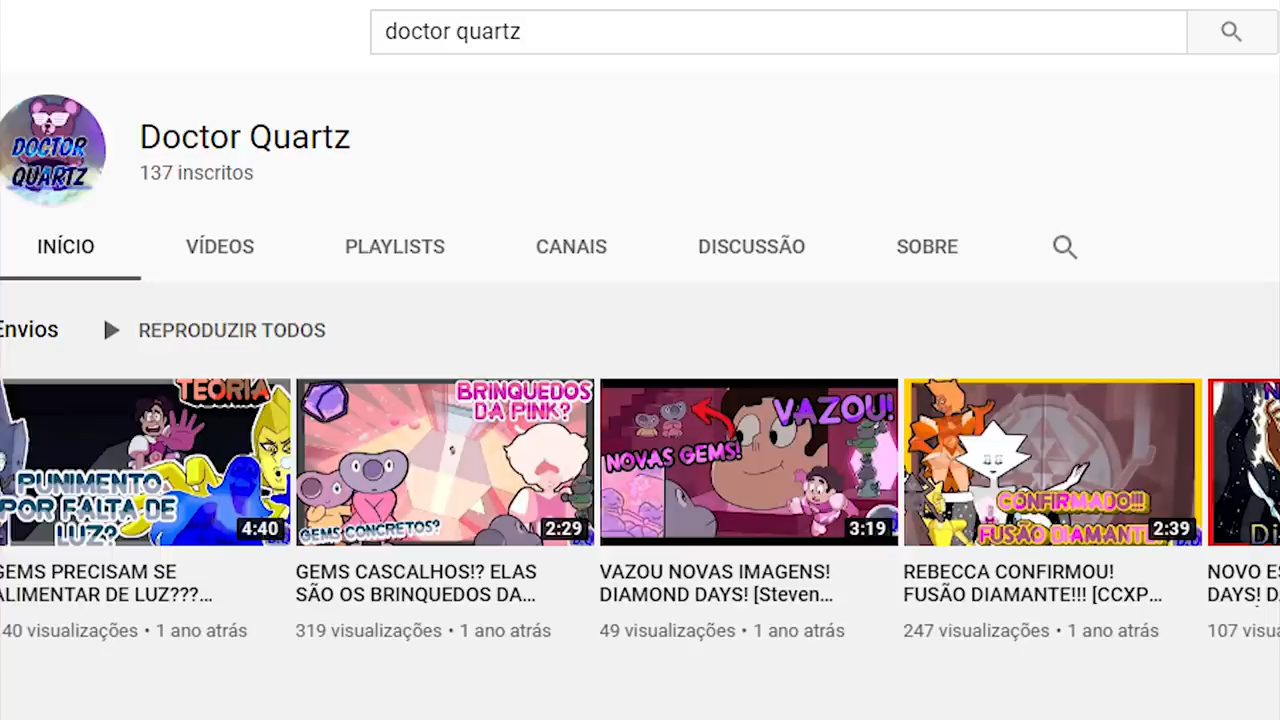 doctor quartz
DOCTOR
QUARTZ
Doctor Quartz
137 inscritos
INÍCIO VÍDEOS PLAYLISTS CANAIS DISCUSSÃO SOBRE
Envios REPRODUZIR TODOS
TEORIA
PUNIMENTO
POR FALTA DE
LUZ?
4:40
BRINQUEDOS
DA PINK?
GEMS CONCRETOS?
2:29
VAZOU!
NOVAS GEMS!
3:19
CONFIRMADO!!!
FUSÃO DIAMANTE
2:39
GEMS PRECISAM SE
ALIMENTAR DE LUZ???...
40 visualizações • 1 ano atrás
GEMS CASCALHOS!? ELAS
SÃO OS BRINQUEDOS DA...
319 visualizações • 1 ano atrás
VAZOU NOVAS IMAGENS!
DIAMOND DAYS! [Steven...
49 visualizações • 1 ano atrás
REBECCA CONFIRMOU!
FUSÃO DIAMANTE!!! [CCXP...
247 visualizações • 1 ano atrás
NOVO ES
DAYS! D
107 visu